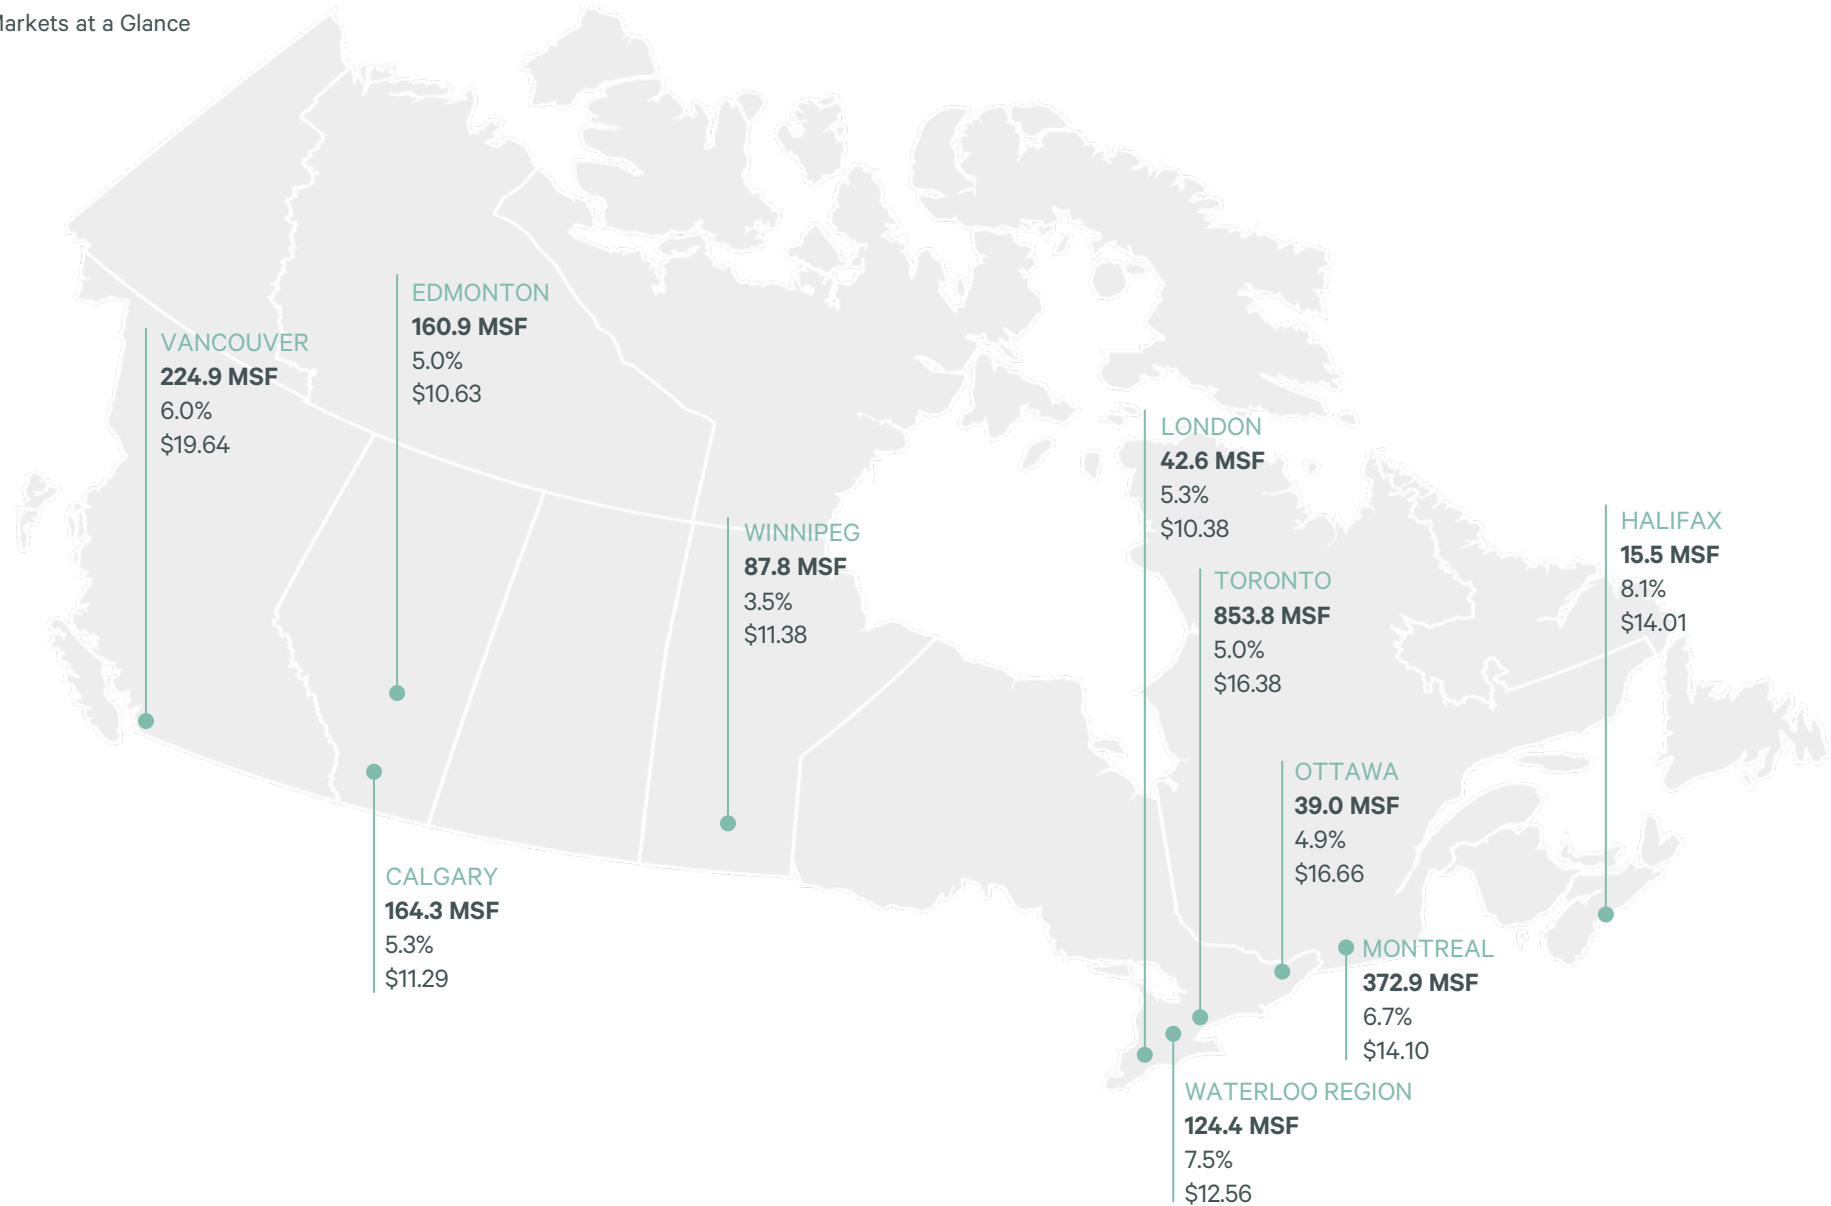 Markets at a Glance
EDMONTON
160.9 MSF
5.0%
$10.63
VANCOUVER
224.9 MSF
6.0%
$19.64
LONDON
42.6 MSF
5.3%
$10.38
HALIFAX
15.5 MSF
8.1%
$14.01
WINNIPEG
87.8 MSF
3.5%
$11.38
TORONTO
853.8 MSF
5.0%
$16.38
OTTAWA
39.0 MSF
4.9%
$16.66
CALGARY
164.3 MSF
5.3%
$11.29
MONTREAL
372.9 MSF
6.7%
$14.10
WATERLOO REGION
124.4 MSF
7.5%
$12.56